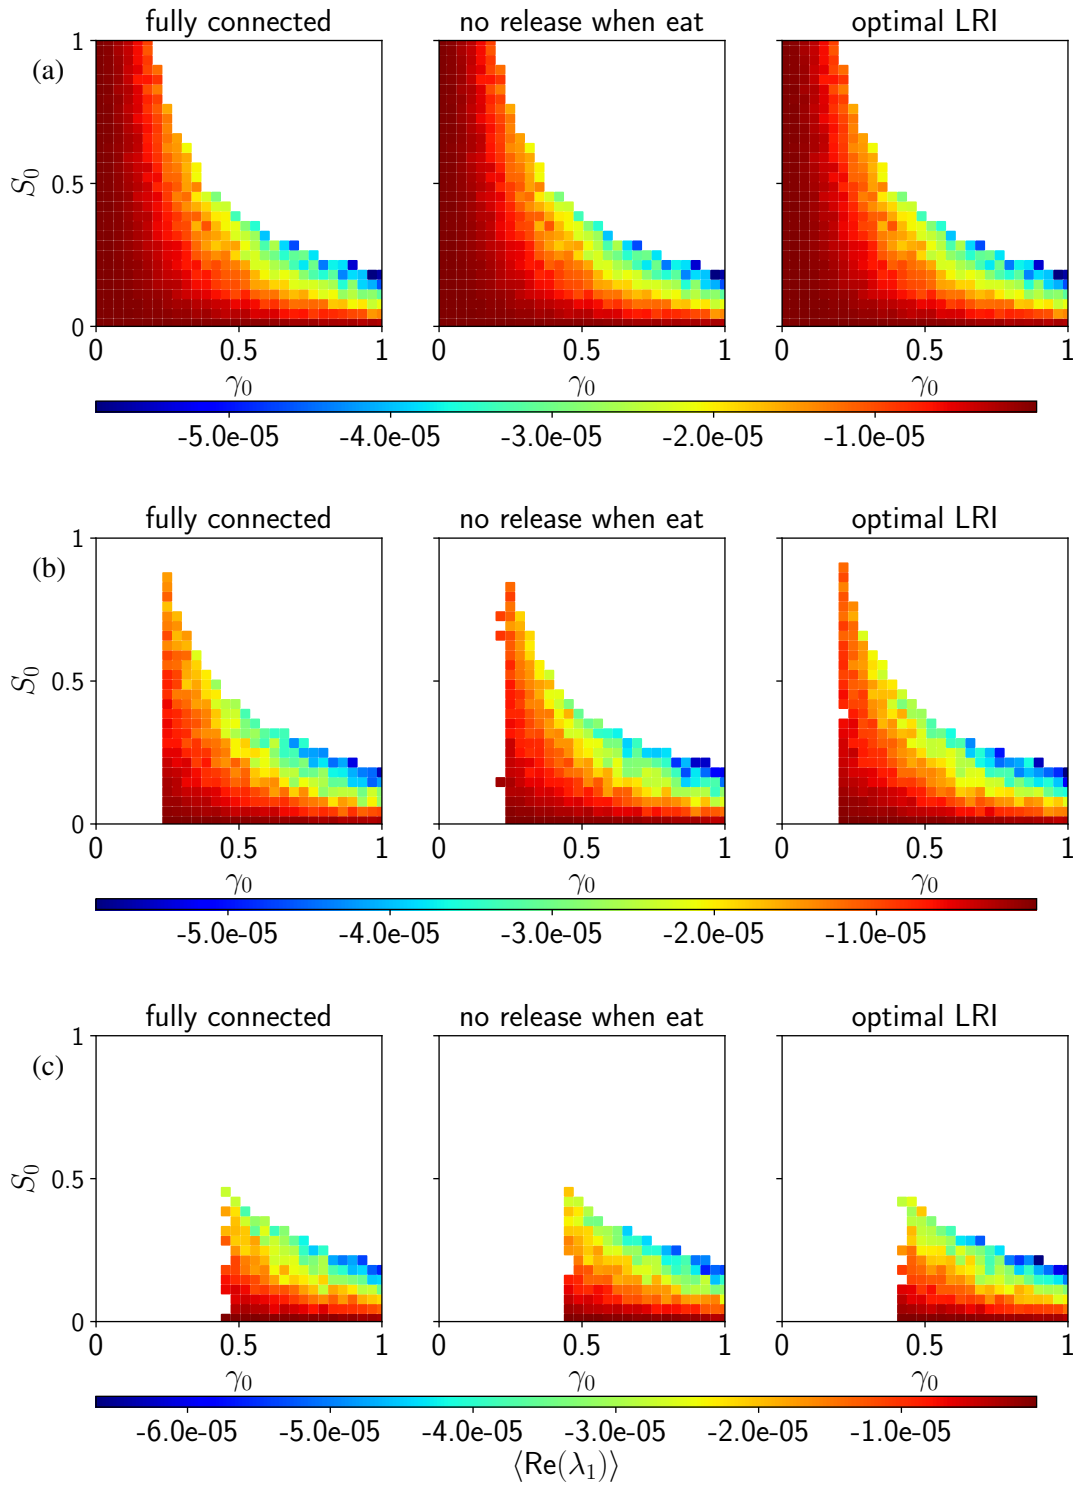 fully connected no release when eat optimal LRI
(a)
1
S₀ 0.5
0
0 0.5 1 0 0.5 1 0 0.5 1
γ₀ γ₀ γ₀
-5.0e-05 -4.0e-05 -3.0e-05 -2.0e-05 -1.0e-05
fully connected no release when eat optimal LRI
1
(b)
S₀ 0.5
0
0 0.5 1 0 0.5 1 0 0.5 1
γ₀ γ₀ γ₀
-5.0e-05 -4.0e-05 -3.0e-05 -2.0e-05 -1.0e-05
fully connected no release when eat optimal LRI
1
(c)
S₀ 0.5
0
0 0.5 1 0 0.5 1 0 0.5 1
γ₀ γ₀ γ₀
-6.0e-05 -5.0e-05 -4.0e-05 -3.0e-05 -2.0e-05 -1.0e-05
⟨Re(λ₁)⟩